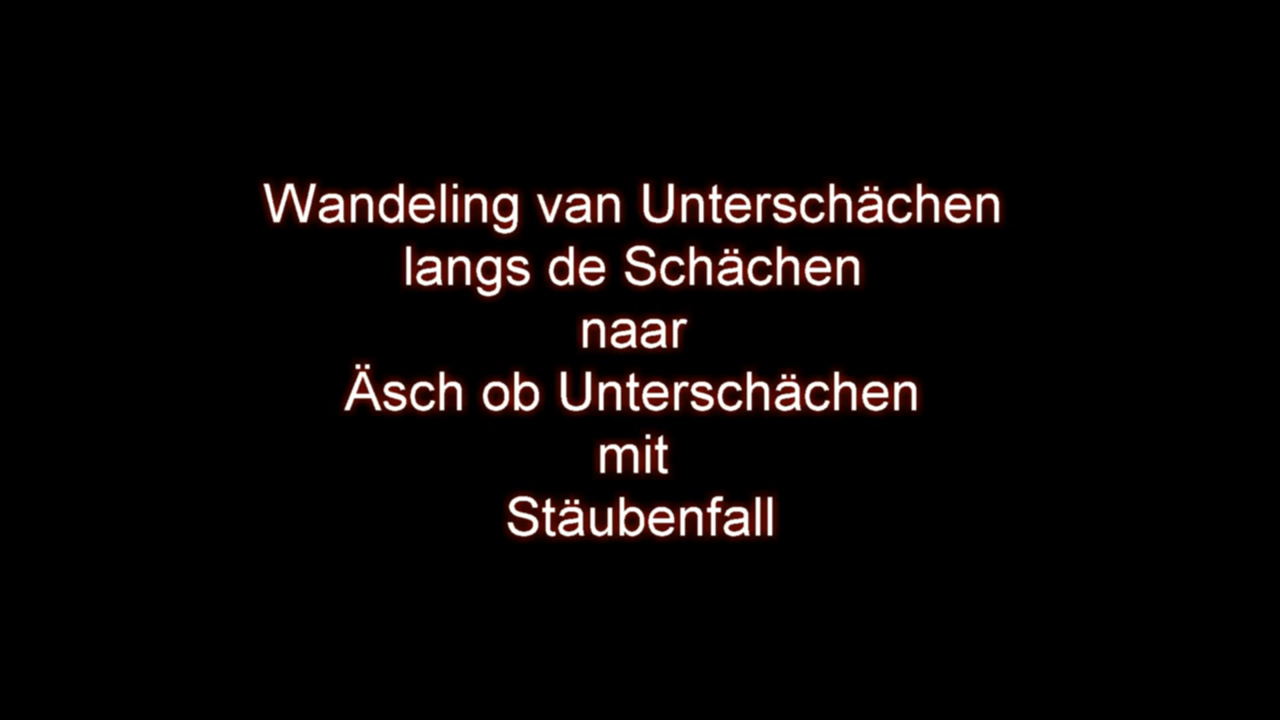 Wandeling van Unterschächen
langs de Schächen
naar
Äsch ob Unterschächen
mit
Stäubenfall